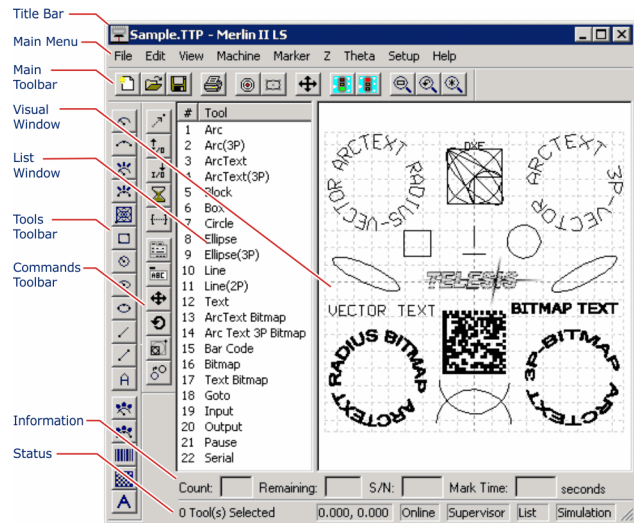 Title Bar
Main Menu
Main
Toolbar
Visual
Window
List
Window
Tools
Toolbar
Commands
Toolbar
Information
Status
Sample.TTP - Merlin II LS
File Edit View Machine Marker Z Theta Setup Help
# Tool
1 Arc
2 Arc(3P)
3 ArcText
4 ArcText(3P)
5 Block
6 Box
7 Circle
8 Ellipse
9 Ellipse(3P)
10 Line
11 Line(2P)
12 Text
13 ArcText Bitmap
14 Arc Text 3P Bitmap
15 Bar Code
16 Bitmap
17 Text Bitmap
18 Goto
19 Input
20 Output
21 Pause
22 Serial
I/O
ABC
A
A
ARCTEXT RADIUS-VECTOR
DXF
ARCTEXT 3P-VECTOR
TELESIS
VECTOR TEXT
BITMAP TEXT
RADIUS BITMAP ARCTEXT
3P-BITMAP ARCTEXT
Count: Remaining: S/N: Mark Time: seconds
0 Tool(s) Selected 0.000, 0.000 Online Supervisor List Simulation